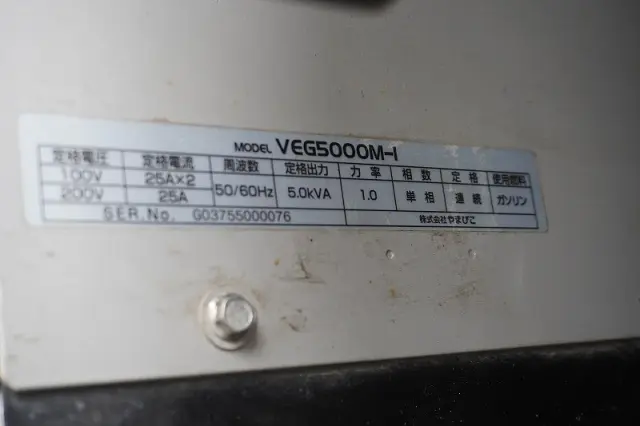 MODEL VEG5000M-I
定格電圧 定格電流 周波数 定格出力 力率 相数 定格 使用燃料
100V 25A×2 50/60Hz 5.0kVA 1.0 単相 連続 ガソリン
200V 25A
SER.No. G03755000076 株式会社やまびこ